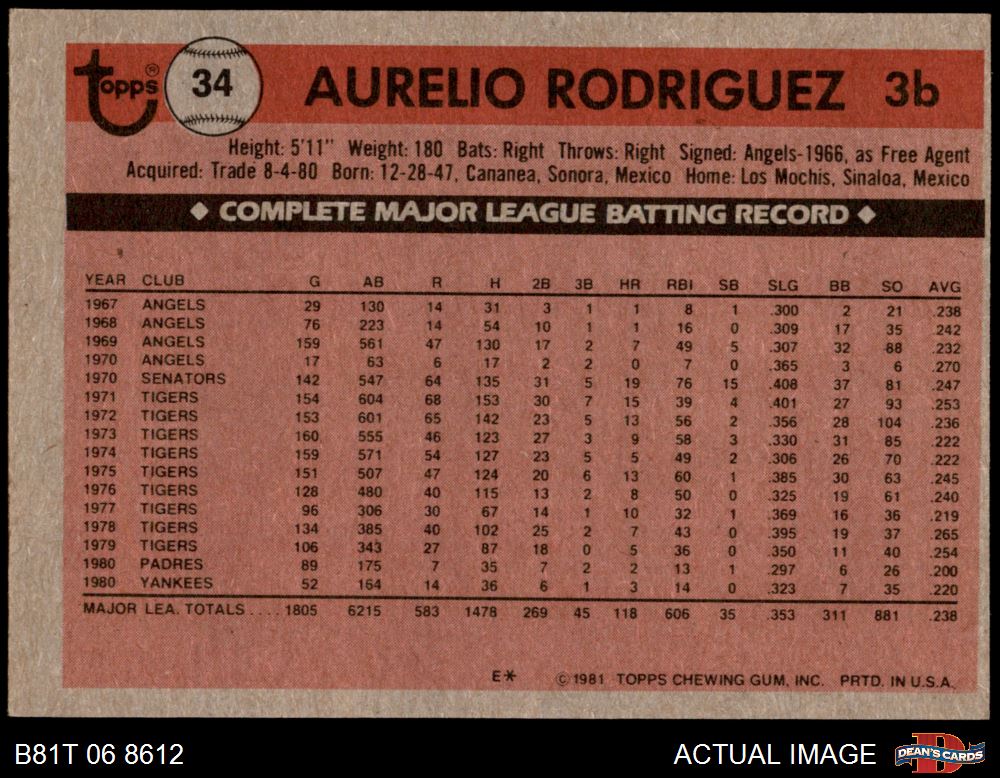 Topps® 34 AURELIO RODRIGUEZ 3b
Height: 5'11" Weight: 180 Bats: Right Throws: Right Signed: Angels-1966, as Free Agent
Acquired: Trade 8-4-80 Born: 12-28-47, Cananea, Sonora, Mexico Home: Los Mochis, Sinaloa, Mexico
◆ COMPLETE MAJOR LEAGUE BATTING RECORD ◆
YEAR CLUB G AB R H 2B 3B HR RBI SB SLG BB SO AVG
1967 ANGELS 29 130 14 31 3 1 1 8 1 .300 2 21 .238
1968 ANGELS 76 223 14 54 10 1 1 16 0 .309 17 35 .242
1969 ANGELS 159 561 47 130 17 2 7 49 5 .307 32 88 .232
1970 ANGELS 17 63 6 17 2 2 0 7 0 .365 3 6 .270
1970 SENATORS 142 547 64 135 31 5 19 76 15 .408 37 81 .247
1971 TIGERS 154 604 68 153 30 7 15 39 4 .401 27 93 .253
1972 TIGERS 153 601 65 142 23 5 13 56 2 .356 28 104 .236
1973 TIGERS 160 555 46 123 27 3 9 58 3 .330 31 85 .222
1974 TIGERS 159 571 54 127 23 5 5 49 2 .306 26 70 .222
1975 TIGERS 151 507 47 124 20 6 13 60 1 .385 30 63 .245
1976 TIGERS 128 480 40 115 13 2 8 50 0 .325 19 61 .240
1977 TIGERS 96 306 30 67 14 1 10 32 1 .369 16 36 .219
1978 TIGERS 134 385 40 102 25 2 7 43 0 .395 19 37 .265
1979 TIGERS 106 343 27 87 18 0 5 36 0 .350 11 40 .254
1980 PADRES 89 175 7 35 7 2 2 13 1 .297 6 26 .200
1980 YANKEES 52 164 14 36 6 1 3 14 0 .323 7 35 .220
MAJOR LEA. TOTALS .... 1805 6215 583 1478 269 45 118 606 35 .353 311 881 .238
E* © 1981 TOPPS CHEWING GUM, INC. PRTD. IN U.S.A.
B81T 06 8612 ACTUAL IMAGE DEAN'S CARDS